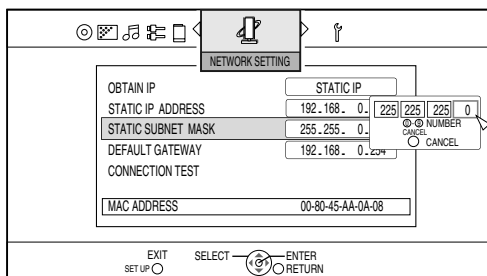 NETWORK SETTING
OBTAIN IP STATIC IP
STATIC IP ADDRESS 192. 168. 0.
STATIC SUBNET MASK 255. 255. 0.
DEFAULT GATEWAY 192. 168. 0. 254
CONNECTION TEST
225 225 225 0
0-9 NUMBER
CANCEL
CANCEL
MAC ADDRESS 00-80-45-AA-0A-08
EXIT SELECT ENTER
SET UP RETURN